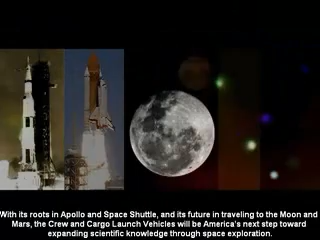 With its roots in Apollo and Space Shuttle, and its future in traveling to the Moon and
Mars, the Crew and Cargo Launch Vehicles will be America's next step toward
expanding scientific knowledge through space exploration.